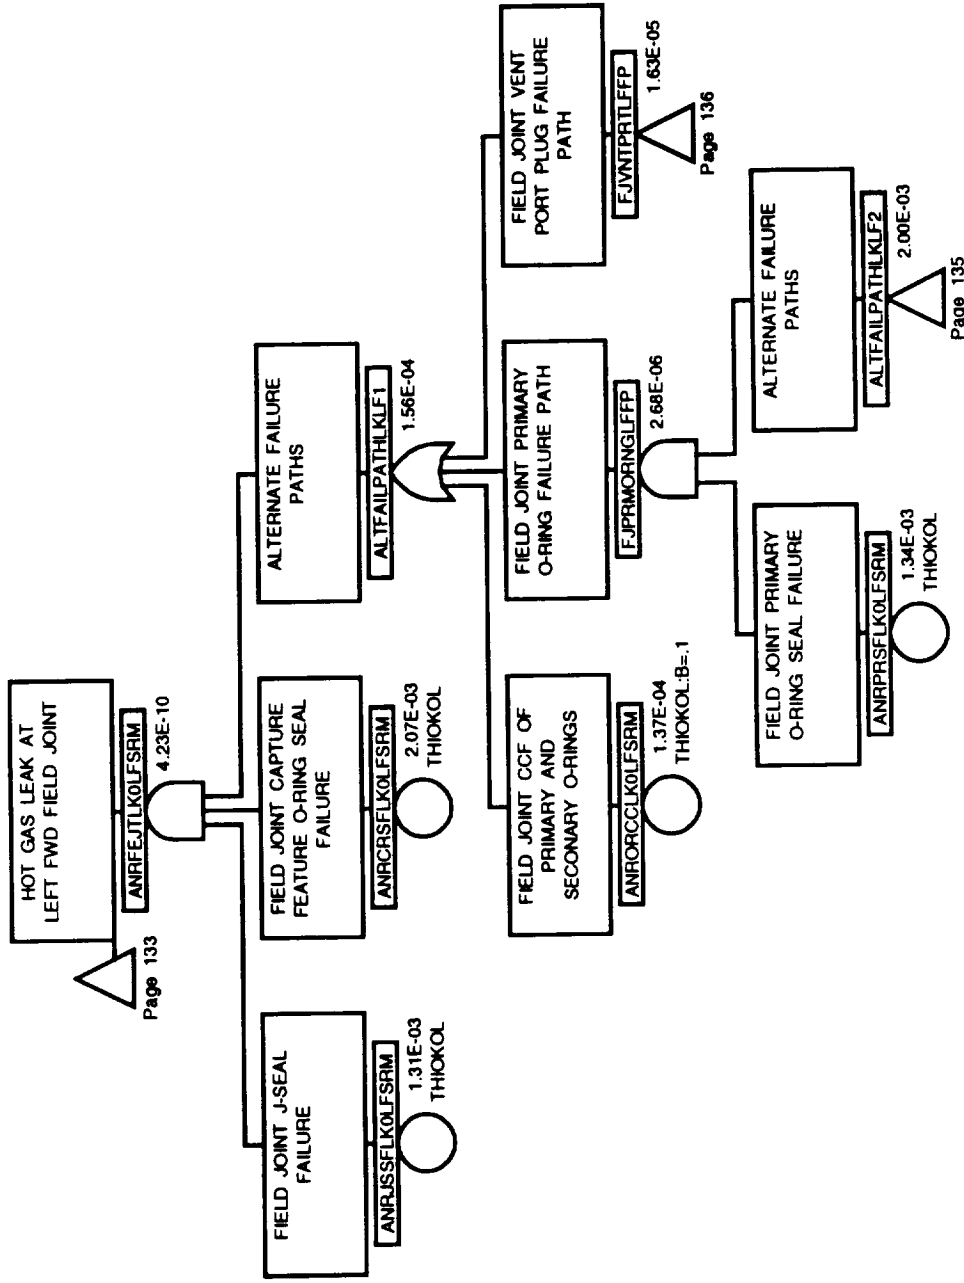 HOT GAS LEAK AT
LEFT FWD FIELD JOINT
ANRFEJTLK0LFSRM
4.23E-10
Page 133
FIELD JOINT J-SEAL
FAILURE
ANRJSSFLK0LFSRM
1.31E-03
THIOKOL
FIELD JOINT CAPTURE
FEATURE O-RING SEAL
FAILURE
ANRCRSFLK0LFSRM
2.07E-03
THIOKOL
ALTERNATE FAILURE
PATHS
ALTFAILPATHLKLF1
1.56E-04
FIELD JOINT CCF OF
PRIMARY AND
SECONARY O-RINGS
ANRORCCLK0LFSRM
1.37E-04
THIOKOL:B=.1
FIELD JOINT PRIMARY
O-RING FAILURE PATH
FJPRMORNGLFFP
2.68E-06
FIELD JOINT VENT
PORT PLUG FAILURE
PATH
FJVNTPRTLFFP
1.63E-05
Page 136
FIELD JOINT PRIMARY
O-RING SEAL FAILURE
ANRPRSFLK0LFSRM
1.34E-03
THIOKOL
ALTERNATE FAILURE
PATHS
ALTFAILPATHLKLF2
2.00E-03
Page 135